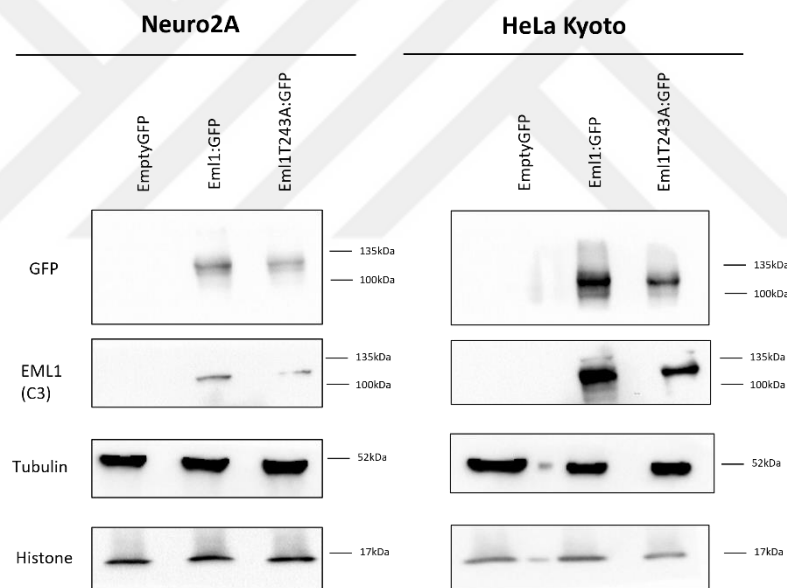 Neuro2A
HeLa Kyoto
EmptyGFP
Eml1:GFP
Eml1T243A:GFP
EmptyGFP
Eml1:GFP
Eml1T243A:GFP
GFP
135kDa
100kDa
135kDa
100kDa
EML1
(C3)
135kDa
100kDa
135kDa
100kDa
Tubulin
52kDa
52kDa
Histone
17kDa
17kDa